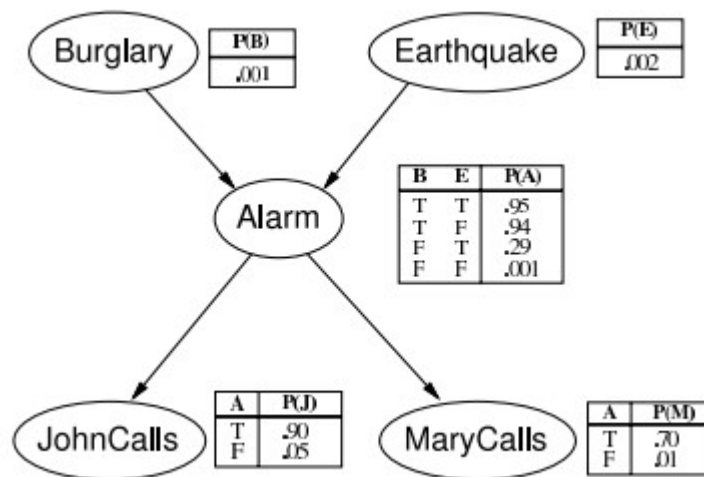 Burglary
P(B)
.001
Earthquake
P(E)
.002
Alarm
B E P(A)
T T .95
T F .94
F T .29
F F .001
JohnCalls
A P(J)
T .90
F .05
MaryCalls
A P(M)
T .70
F .01